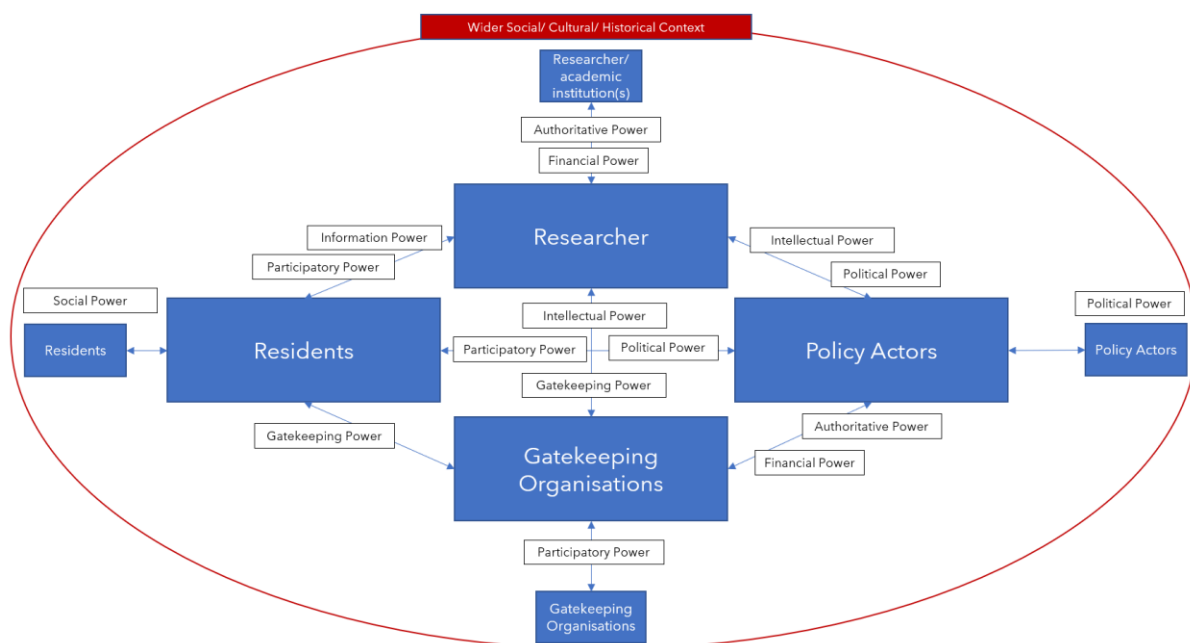 Wider Social/ Cultural/ Historical Context
Researcher/
academic
institution(s)
Authoritative Power
Financial Power
Researcher
Information Power
Participatory Power
Intellectual Power
Political Power
Social Power
Residents
Residents
Intellectual Power
Participatory Power
Political Power
Gatekeeping Power
Policy Actors
Political Power
Policy Actors
Gatekeeping Power
Gatekeeping
Organisations
Authoritative Power
Financial Power
Participatory Power
Gatekeeping
Organisations